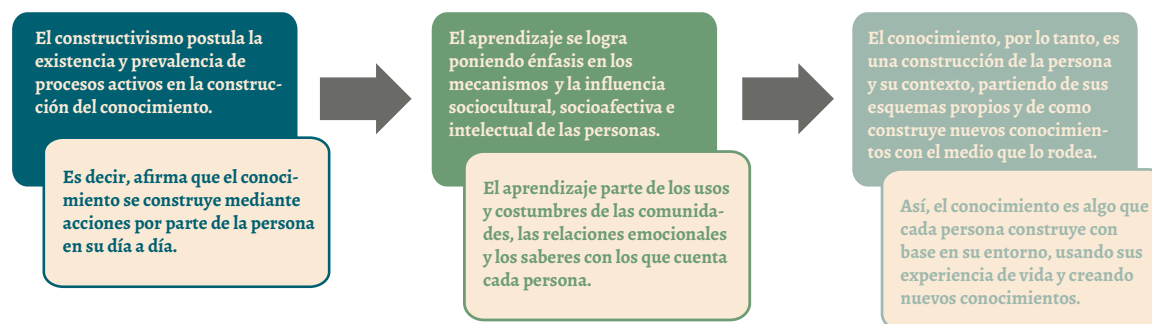 El constructivismo postula la
existencia y prevalencia de
procesos activos en la construc-
ción del conocimiento.
Es decir, afirma que el conoci-
miento se construye mediante
acciones por parte de la persona
en su día a día.
El aprendizaje se logra
poniendo énfasis en los
mecanismos y la influencia
sociocultural, socioafectiva e
intelectual de las personas.
El aprendizaje parte de los usos
y costumbres de las comunida-
des, las relaciones emocionales
y los saberes con los que cuenta
cada persona.
El conocimiento, por lo tanto, es
una construcción de la persona
y su contexto, partiendo de sus
esquemas propios y de como
construye nuevos conocimien-
tos con el medio que lo rodea.
Así, el conocimiento es algo que
cada persona construye con
base en su entorno, usando sus
experiencia de vida y creando
nuevos conocimientos.